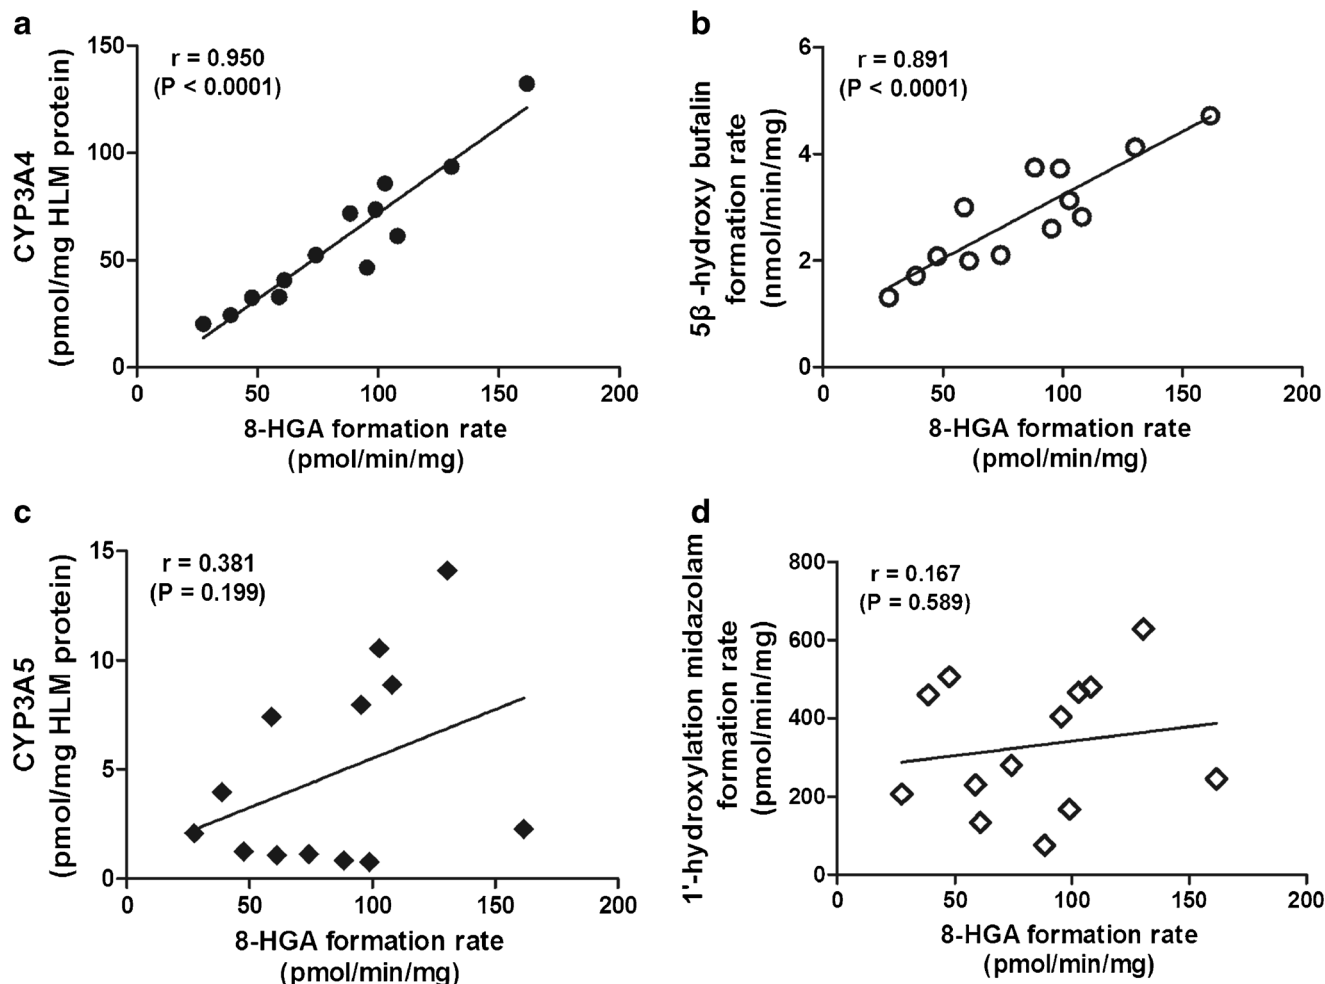 a
r = 0.950
(P < 0.0001)
CYP3A4
(pmol/mg HLM protein)
150
100
50
0
0 50 100 150 200
8-HGA formation rate
(pmol/min/mg)
b
r = 0.891
(P < 0.0001)
5β -hydroxy bufalin
formation rate
(nmol/min/mg)
6
4
2
0
0 50 100 150 200
8-HGA formation rate
(pmol/min/mg)
c
r = 0.381
(P = 0.199)
CYP3A5
(pmol/mg HLM protein)
15
10
5
0
0 50 100 150 200
8-HGA formation rate
(pmol/min/mg)
d
r = 0.167
(P = 0.589)
1'-hydroxylation midazolam
formation rate
(pmol/min/mg)
800
600
400
200
0
0 50 100 150 200
8-HGA formation rate
(pmol/min/mg)